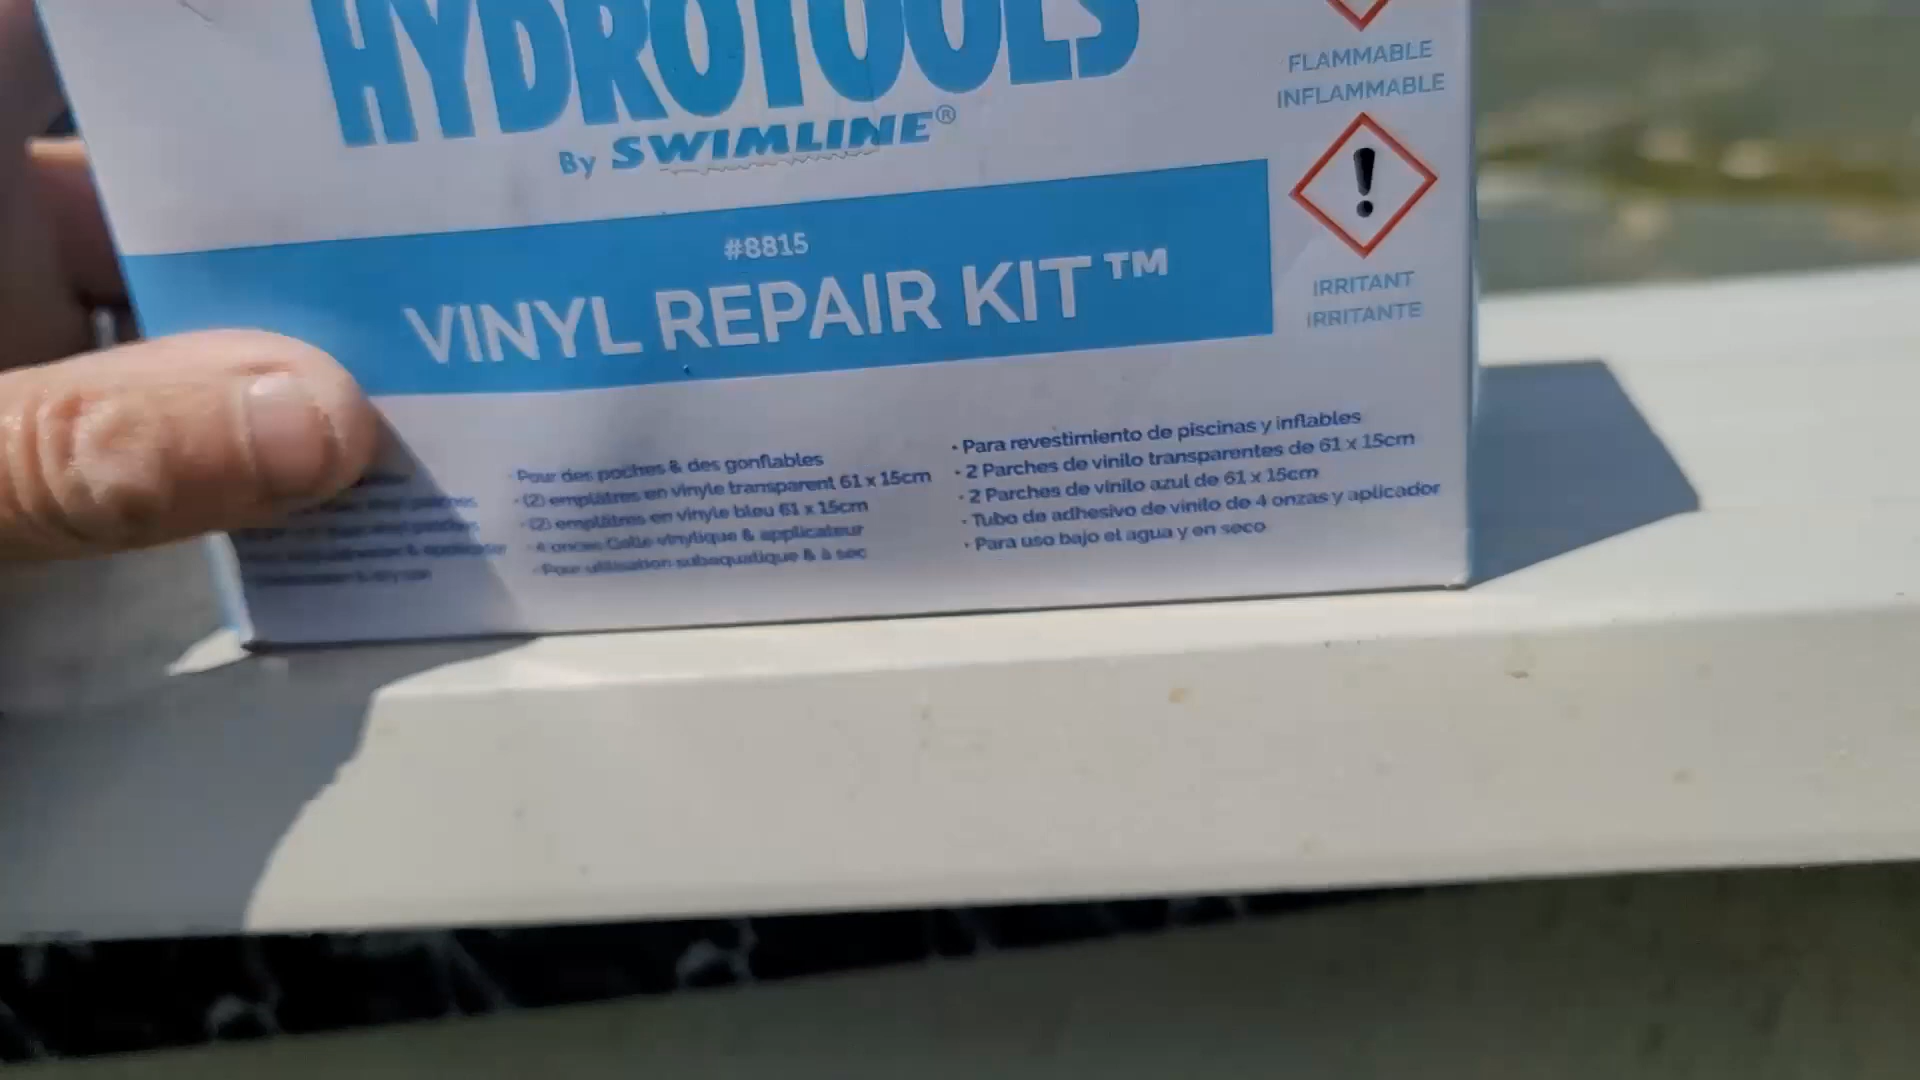 HYDROTOOLS
By SWIMLINE®
#8815
VINYL REPAIR KIT™
FLAMMABLE
INFLAMMABLE
IRRITANT
IRRITANTE
• Pour des poches & des gonflables
• (2) emplâtres en vinyle transparent 61 x 15cm
• (2) emplâtres en vinyle bleu 61 x 15cm
• 4 onces Colle vinylique & applicateur
• Pour utilisation subaquatique & à sec
• Para revestimiento de piscinas y inflables
• 2 Parches de vinilo transparentes de 61 x 15cm
• 2 Parches de vinilo azul de 61 x 15cm
• Tubo de adhesivo de vinilo de 4 onzas y aplicador
• Para uso bajo el agua y en seco